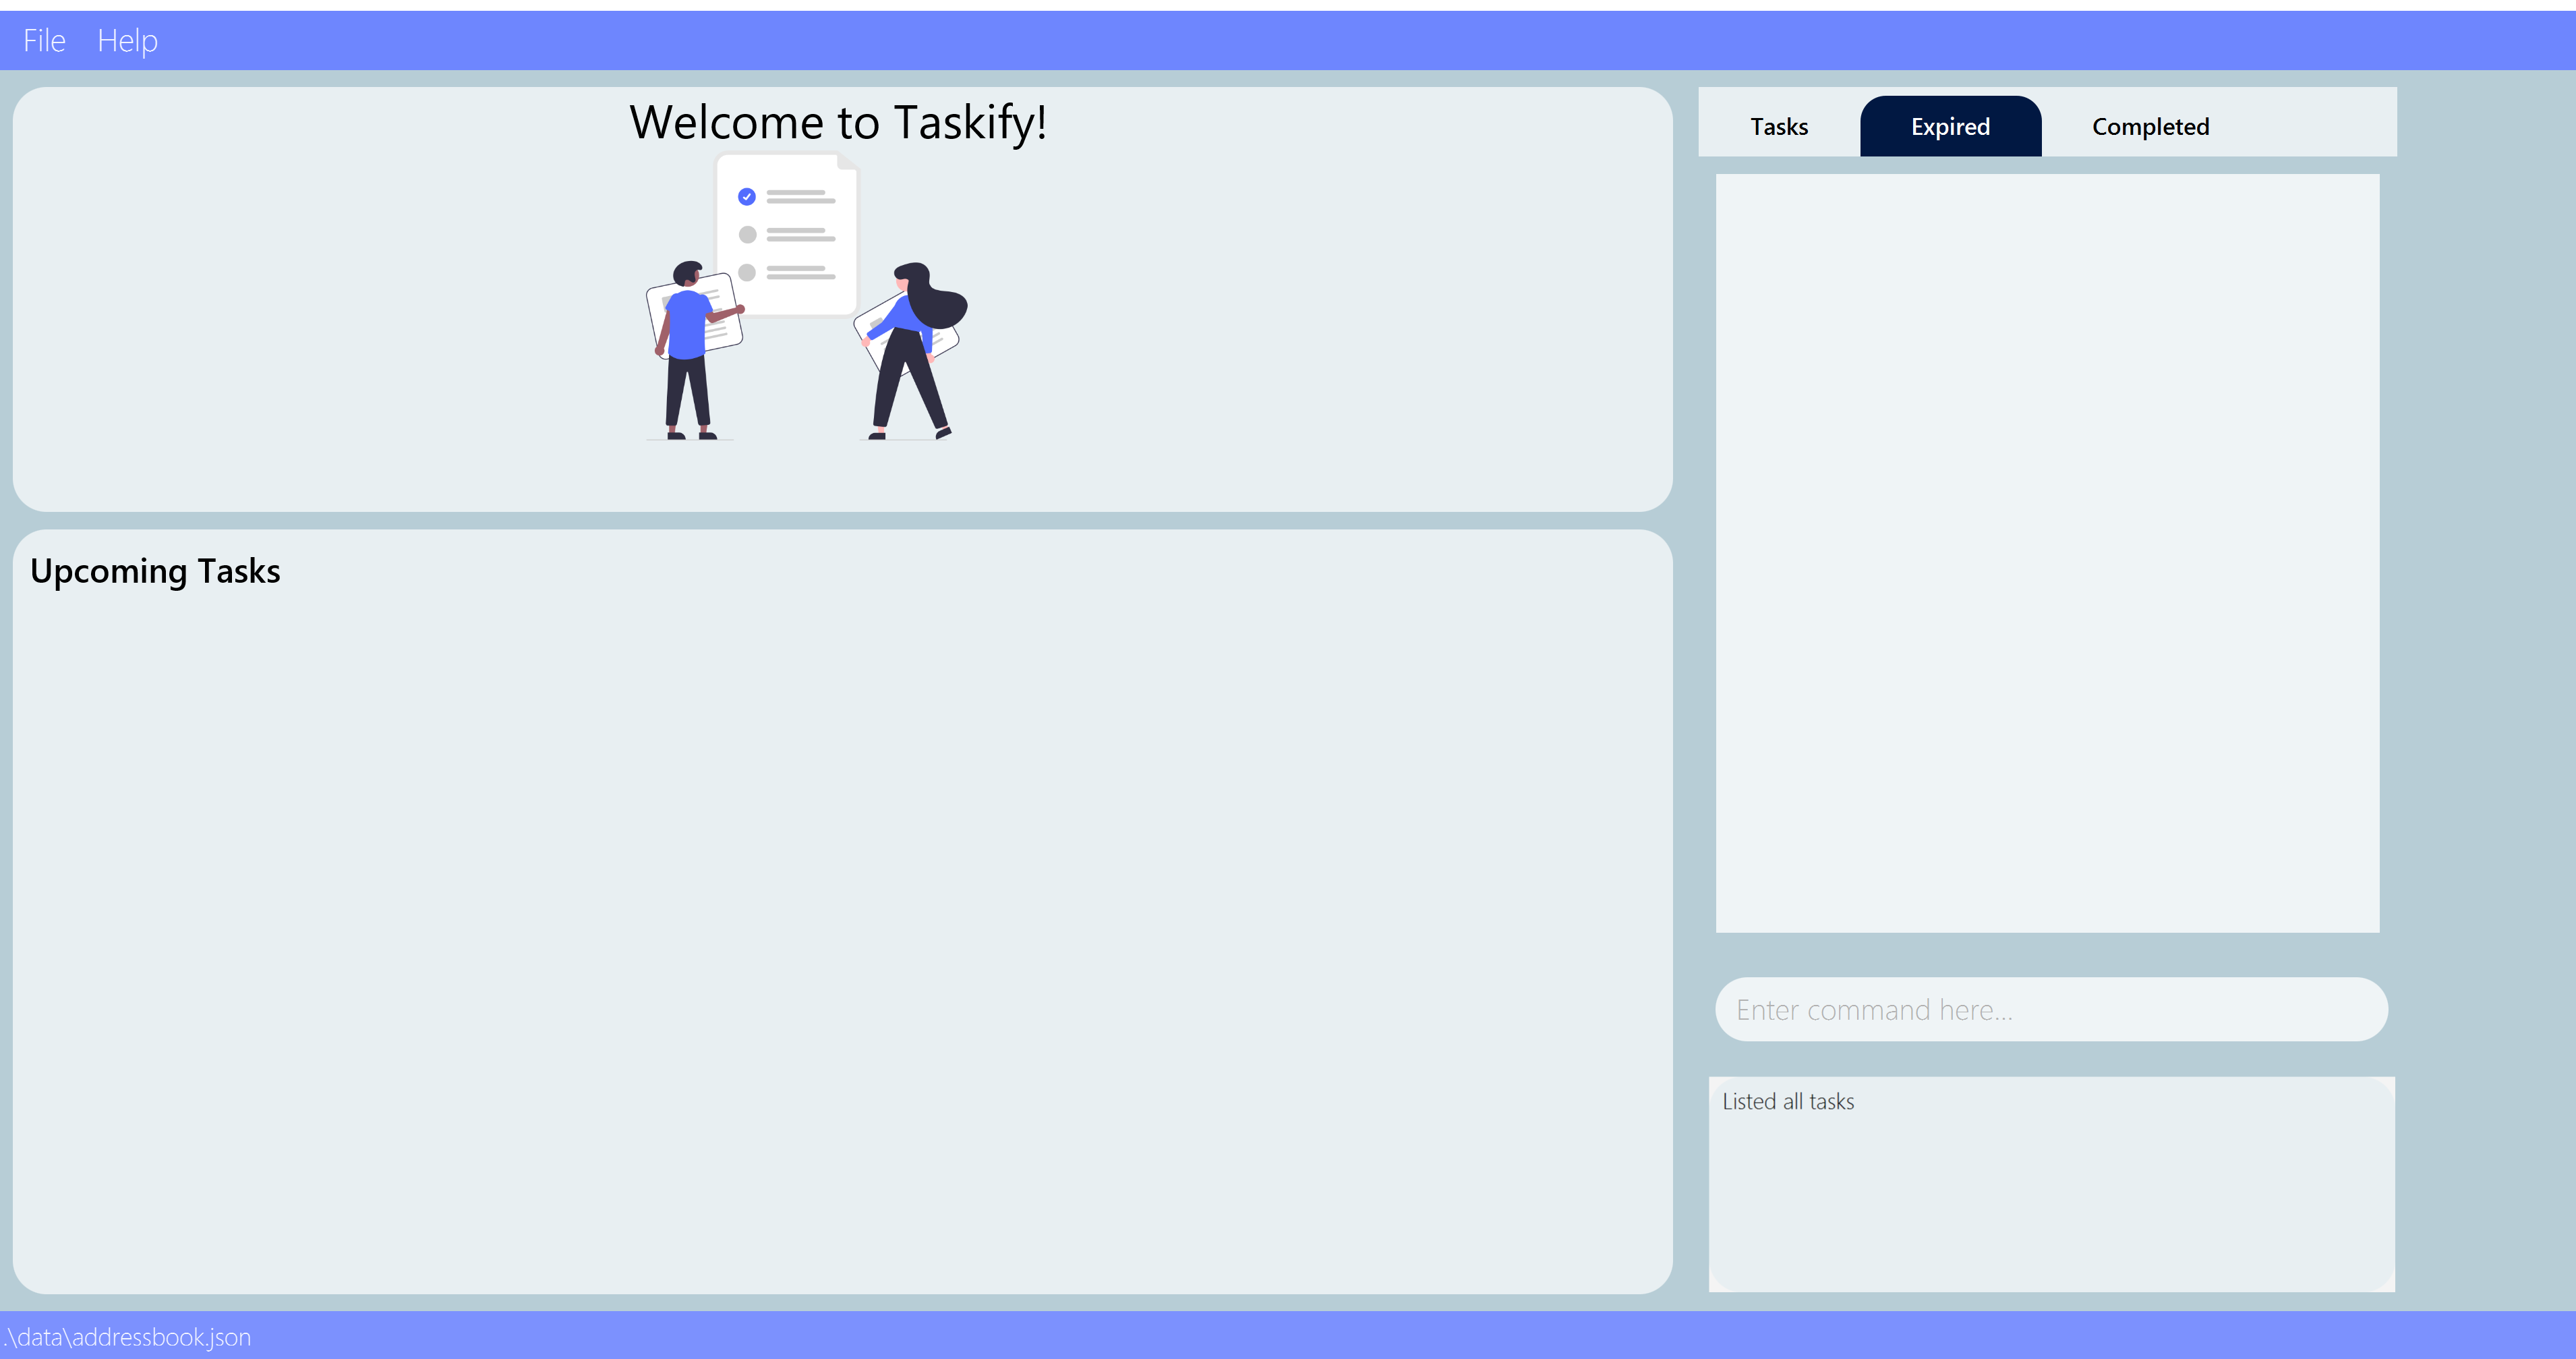 File Help
Welcome to Taskify!
Upcoming Tasks
Tasks Expired Completed
Enter command here...
Listed all tasks
.\data\addressbook.json